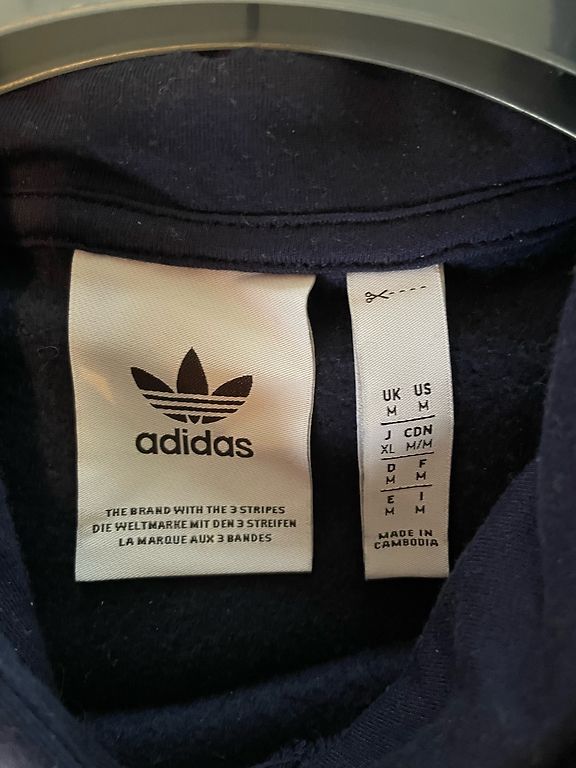 adidas
THE BRAND WITH THE 3 STRIPES
DIE WELTMARKE MIT DEN 3 STREIFEN
LA MARQUE AUX 3 BANDES
UK US
M M
J CDN
XL M/M
D F
M M
E I
M M
MADE IN
CAMBODIA